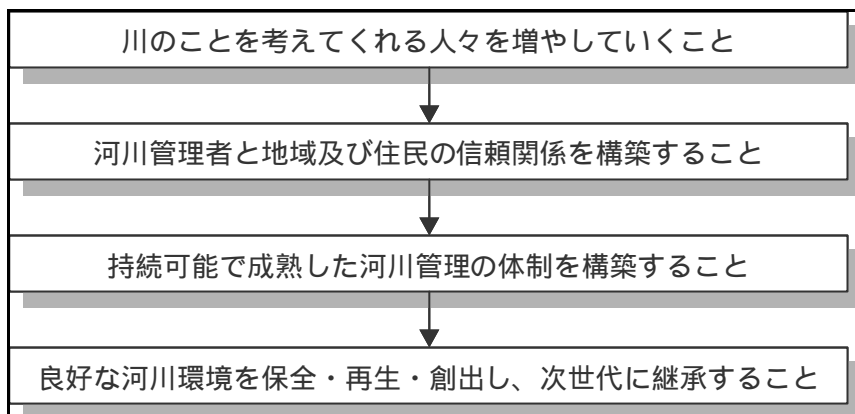 川のことを考えてくれる人々を増やしていくこと
河川管理者と地域及び住民の信頼関係を構築すること
持続可能で成熟した河川管理の体制を構築すること
良好な河川環境を保全・再生・創出し、次世代に継承すること